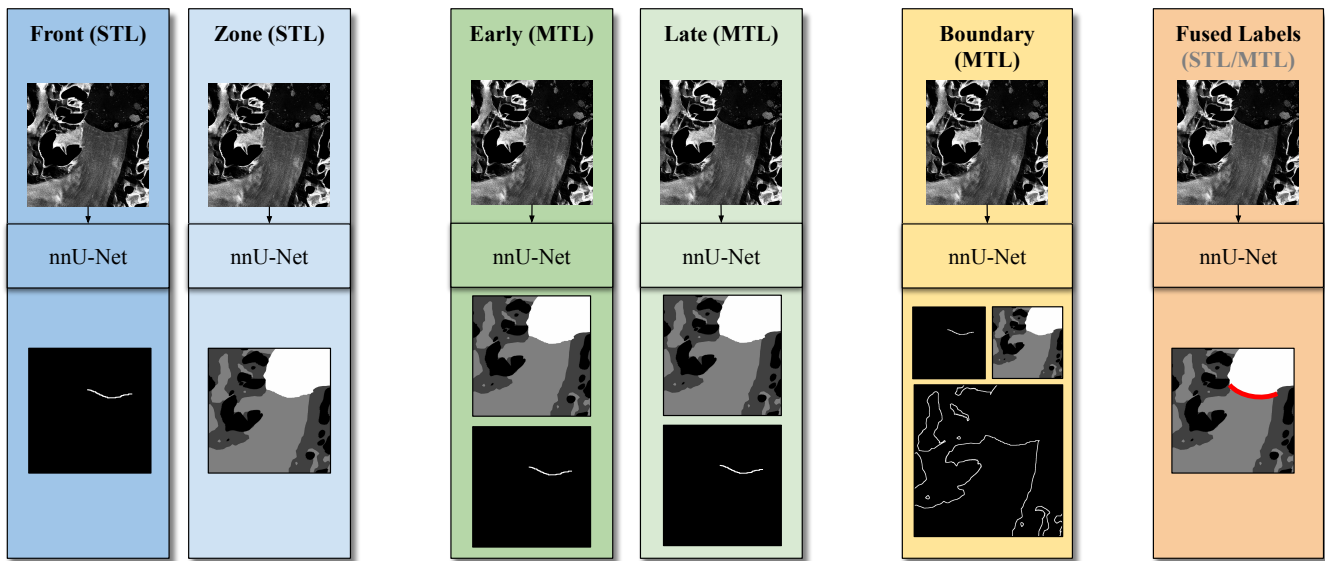 Front (STL)
nnU-Net
Zone (STL)
nnU-Net
Early (MTL)
nnU-Net
Late (MTL)
nnU-Net
Boundary
(MTL)
nnU-Net
Fused Labels
(STL/MTL)
nnU-Net